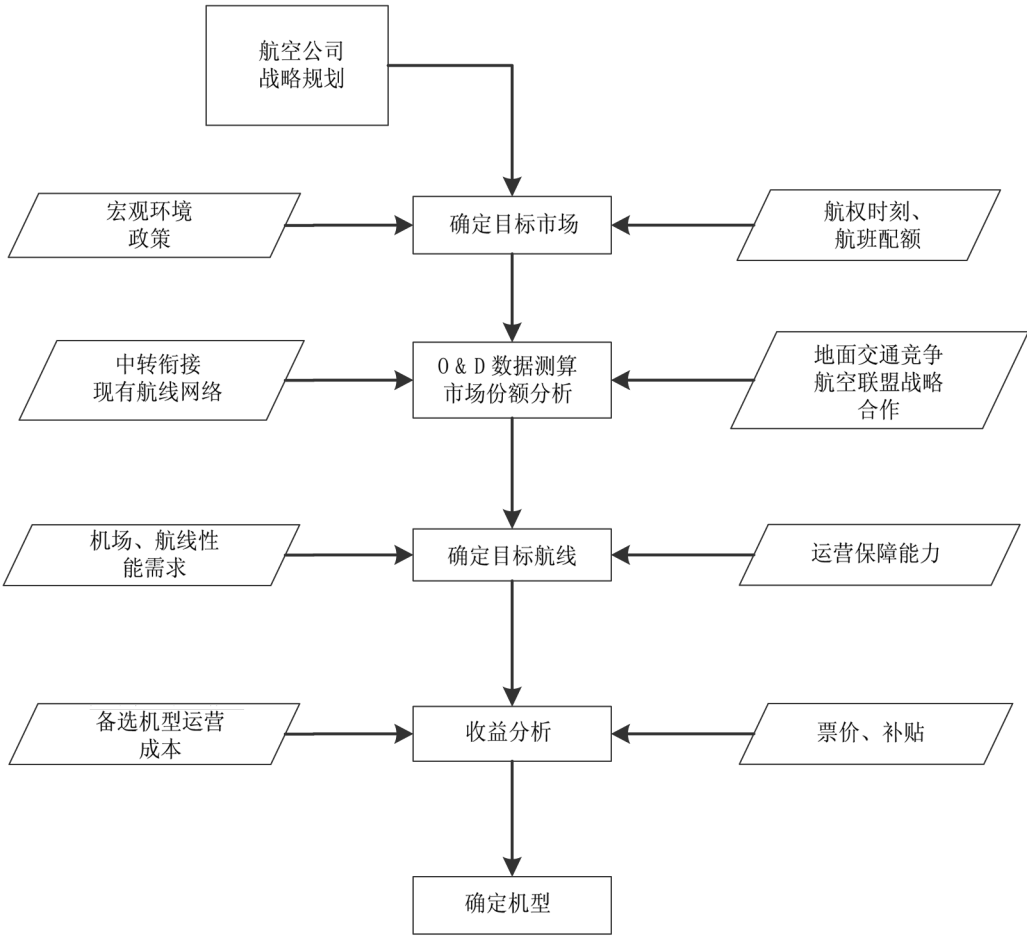 航空公司
战略规划
宏观环境
政策
确定目标市场
航权时刻、
航班配额
中转衔接
现有航线网络
O & D 数据测算
市场份额分析
地面交通竞争
航空联盟战略
合作
机场、航线性
能需求
确定目标航线
运营保障能力
备选机型运营
成本
收益分析
票价、补贴
确定机型